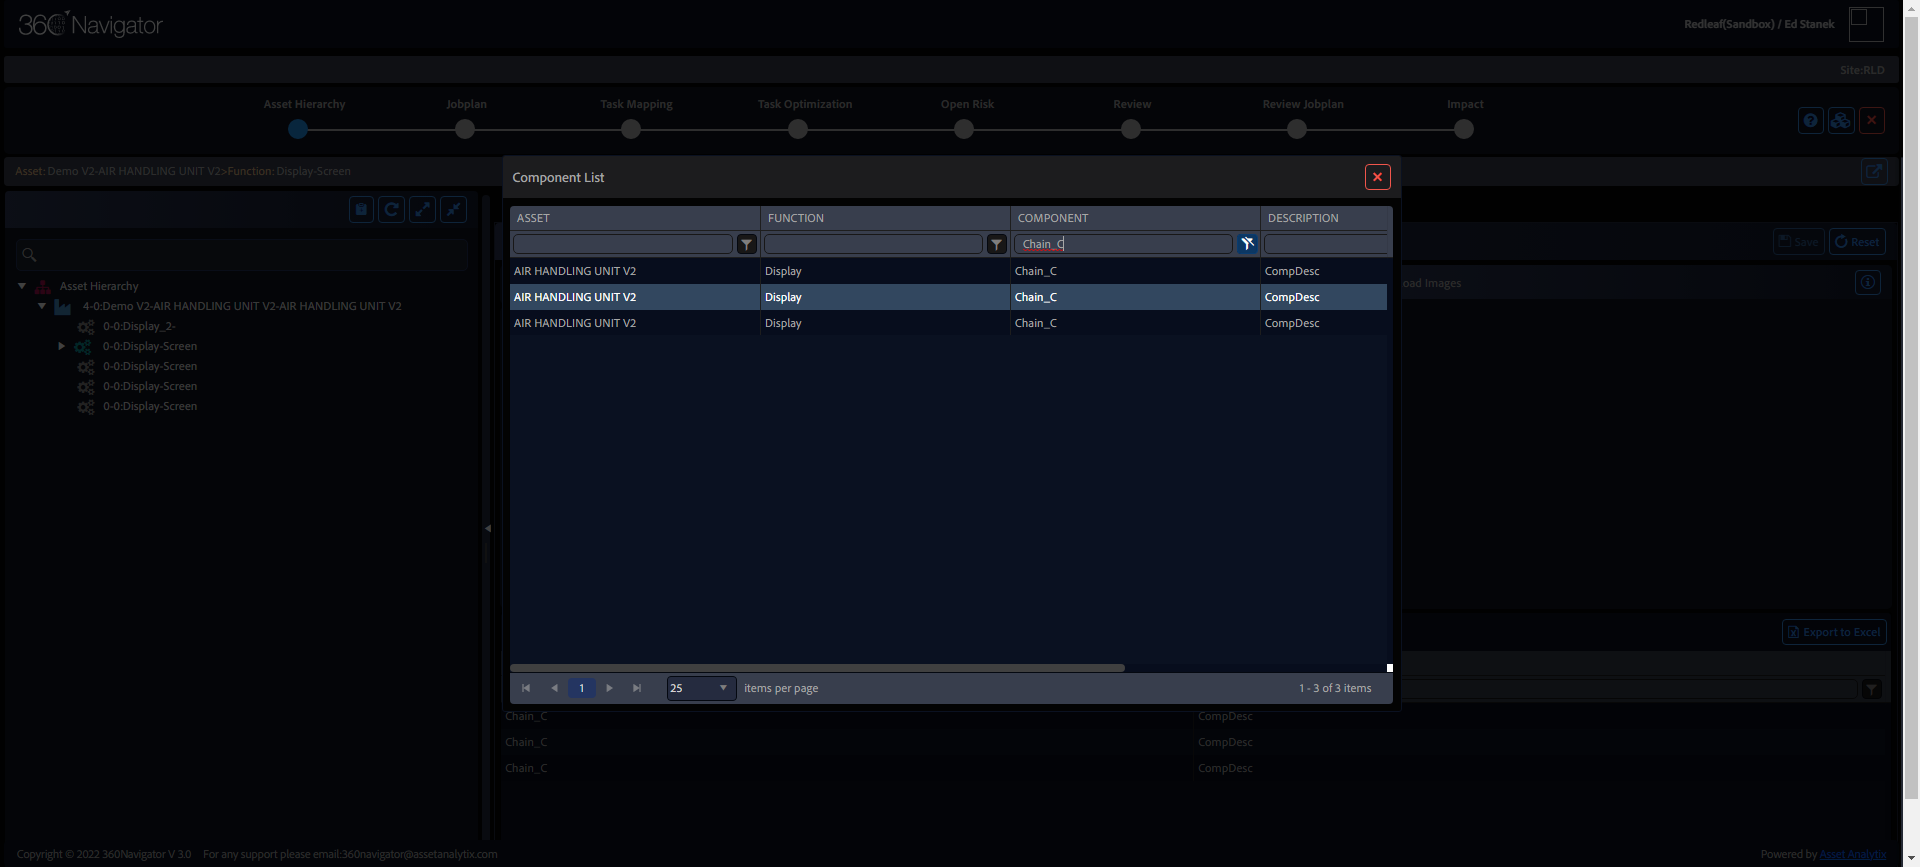 360 Navigator
Redleaf(Sandbox) / Ed Stanek
Site:RLD
Asset Hierarchy
Jobplan
Task Mapping
Task Optimization
Open Risk
Review
Review Jobplan
Impact
Asset: Demo V2-AIR HANDLING UNIT V2>Function: Display-Screen
Asset Hierarchy
4-0:Demo V2-AIR HANDLING UNIT V2-AIR HANDLING UNIT V2
0-0:Display_2-
0-0:Display-Screen
0-0:Display-Screen
0-0:Display-Screen
0-0:Display-Screen
Component List
ASSET FUNCTION COMPONENT DESCRIPTION
Chain_C
AIR HANDLING UNIT V2 Display Chain_C CompDesc
AIR HANDLING UNIT V2 Display Chain_C CompDesc
AIR HANDLING UNIT V2 Display Chain_C CompDesc
1 25 items per page 1 - 3 of 3 items
Save Reset
oad Images
Export to Excel
Chain_C CompDesc
Chain_C CompDesc
Chain_C CompDesc
Copyright © 2022 360Navigator V 3.0 For any support please email:360navigator@assetanalytix.com
Powered by Asset Analytix